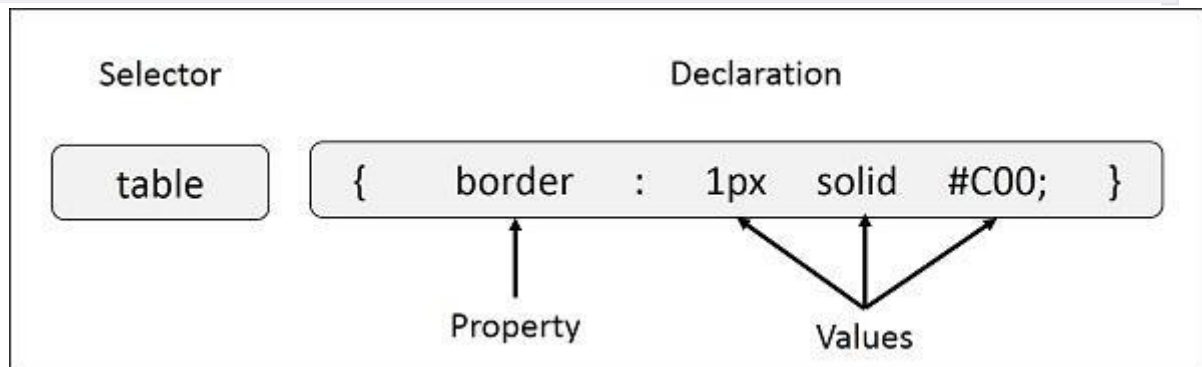 Selector Declaration
table { border : 1px solid #C00; }
Property Values